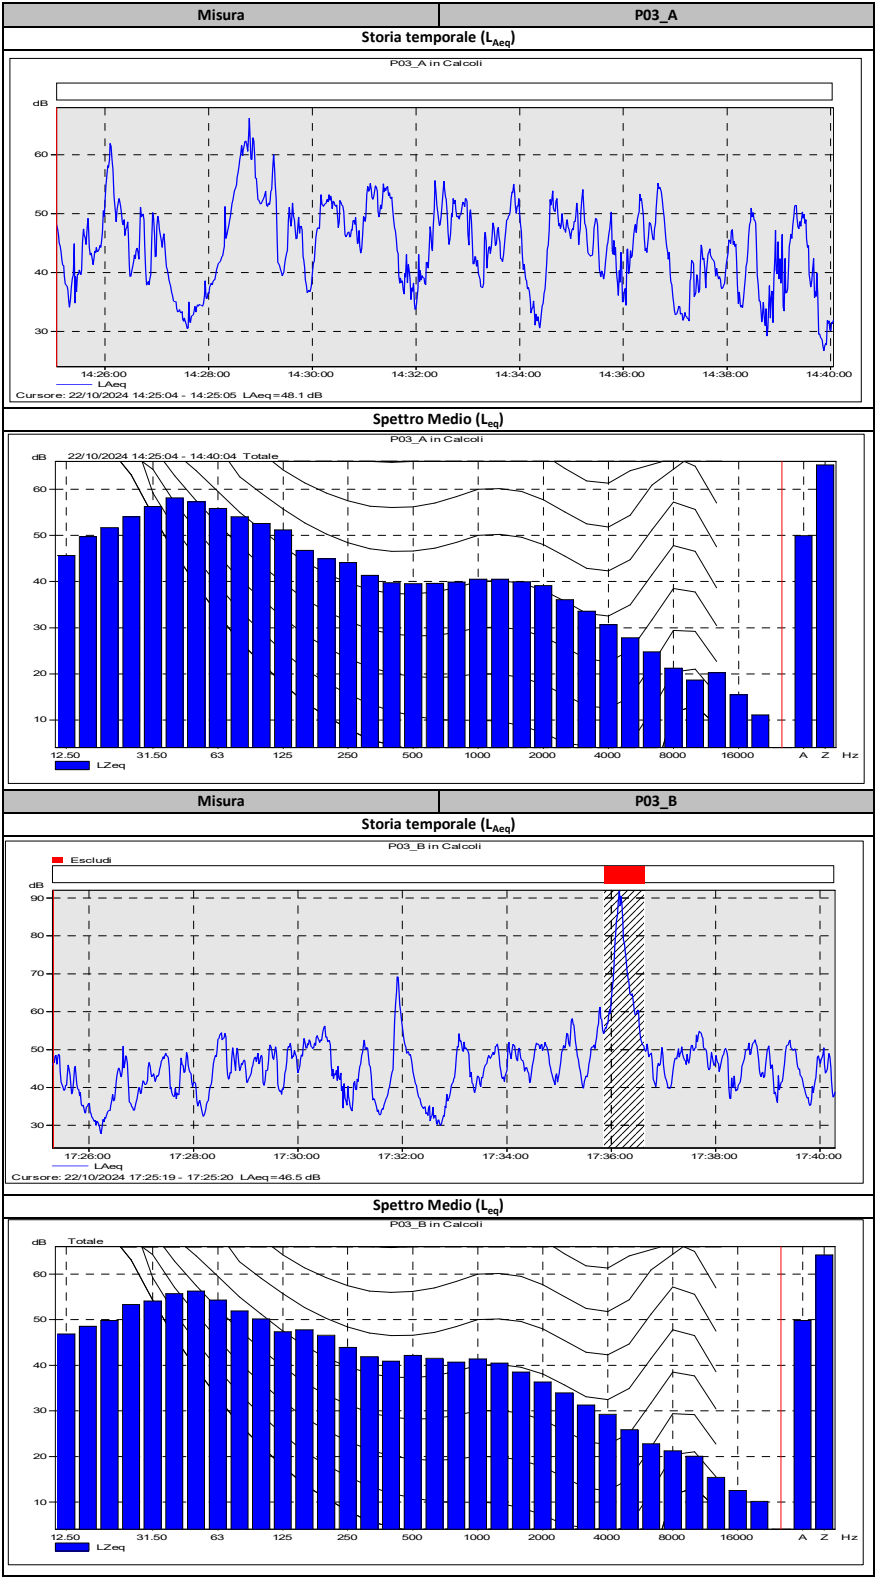 Misura P03_A
Storia temporale (LAeq)
P03_A in Calcoli
dB
60
50
40
30
14:26:00 14:28:00 14:30:00 14:32:00 14:34:00 14:36:00 14:38:00 14:40:00
LAeq
Cursore: 22/10/2024 14:25:04 - 14:25:05 LAeq=48.1 dB
Spettro Medio (Leq)
P03_A in Calcoli
dB 22/10/2024 14:25:04 - 14:40:04 Totale
60
50
40
30
20
10
12.50 31.50 63 125 250 500 1000 2000 4000 8000 16000 A Z Hz
LZeq
Misura P03_B
Storia temporale (LAeq)
P03_B in Calcoli
Escludi
dB
90
80
70
60
50
40
30
17:26:00 17:28:00 17:30:00 17:32:00 17:34:00 17:36:00 17:38:00 17:40:00
LAeq
Cursore: 22/10/2024 17:25:19 - 17:25:20 LAeq=46.5 dB
Spettro Medio (Leq)
P03_B in Calcoli
dB Totale
60
50
40
30
20
10
12.50 31.50 63 125 250 500 1000 2000 4000 8000 16000 A Z Hz
LZeq